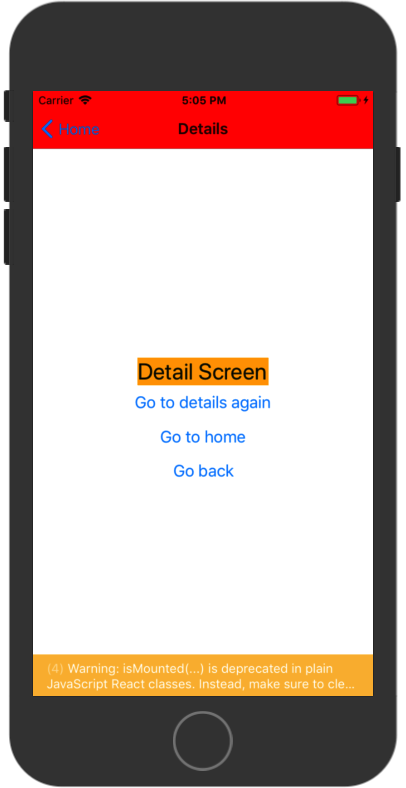 Carrier 5:05 PM
Home Details
Detail Screen
Go to details again
Go to home
Go back
(4) Warning: isMounted(...) is deprecated in plain
JavaScript React classes. Instead, make sure to cle...